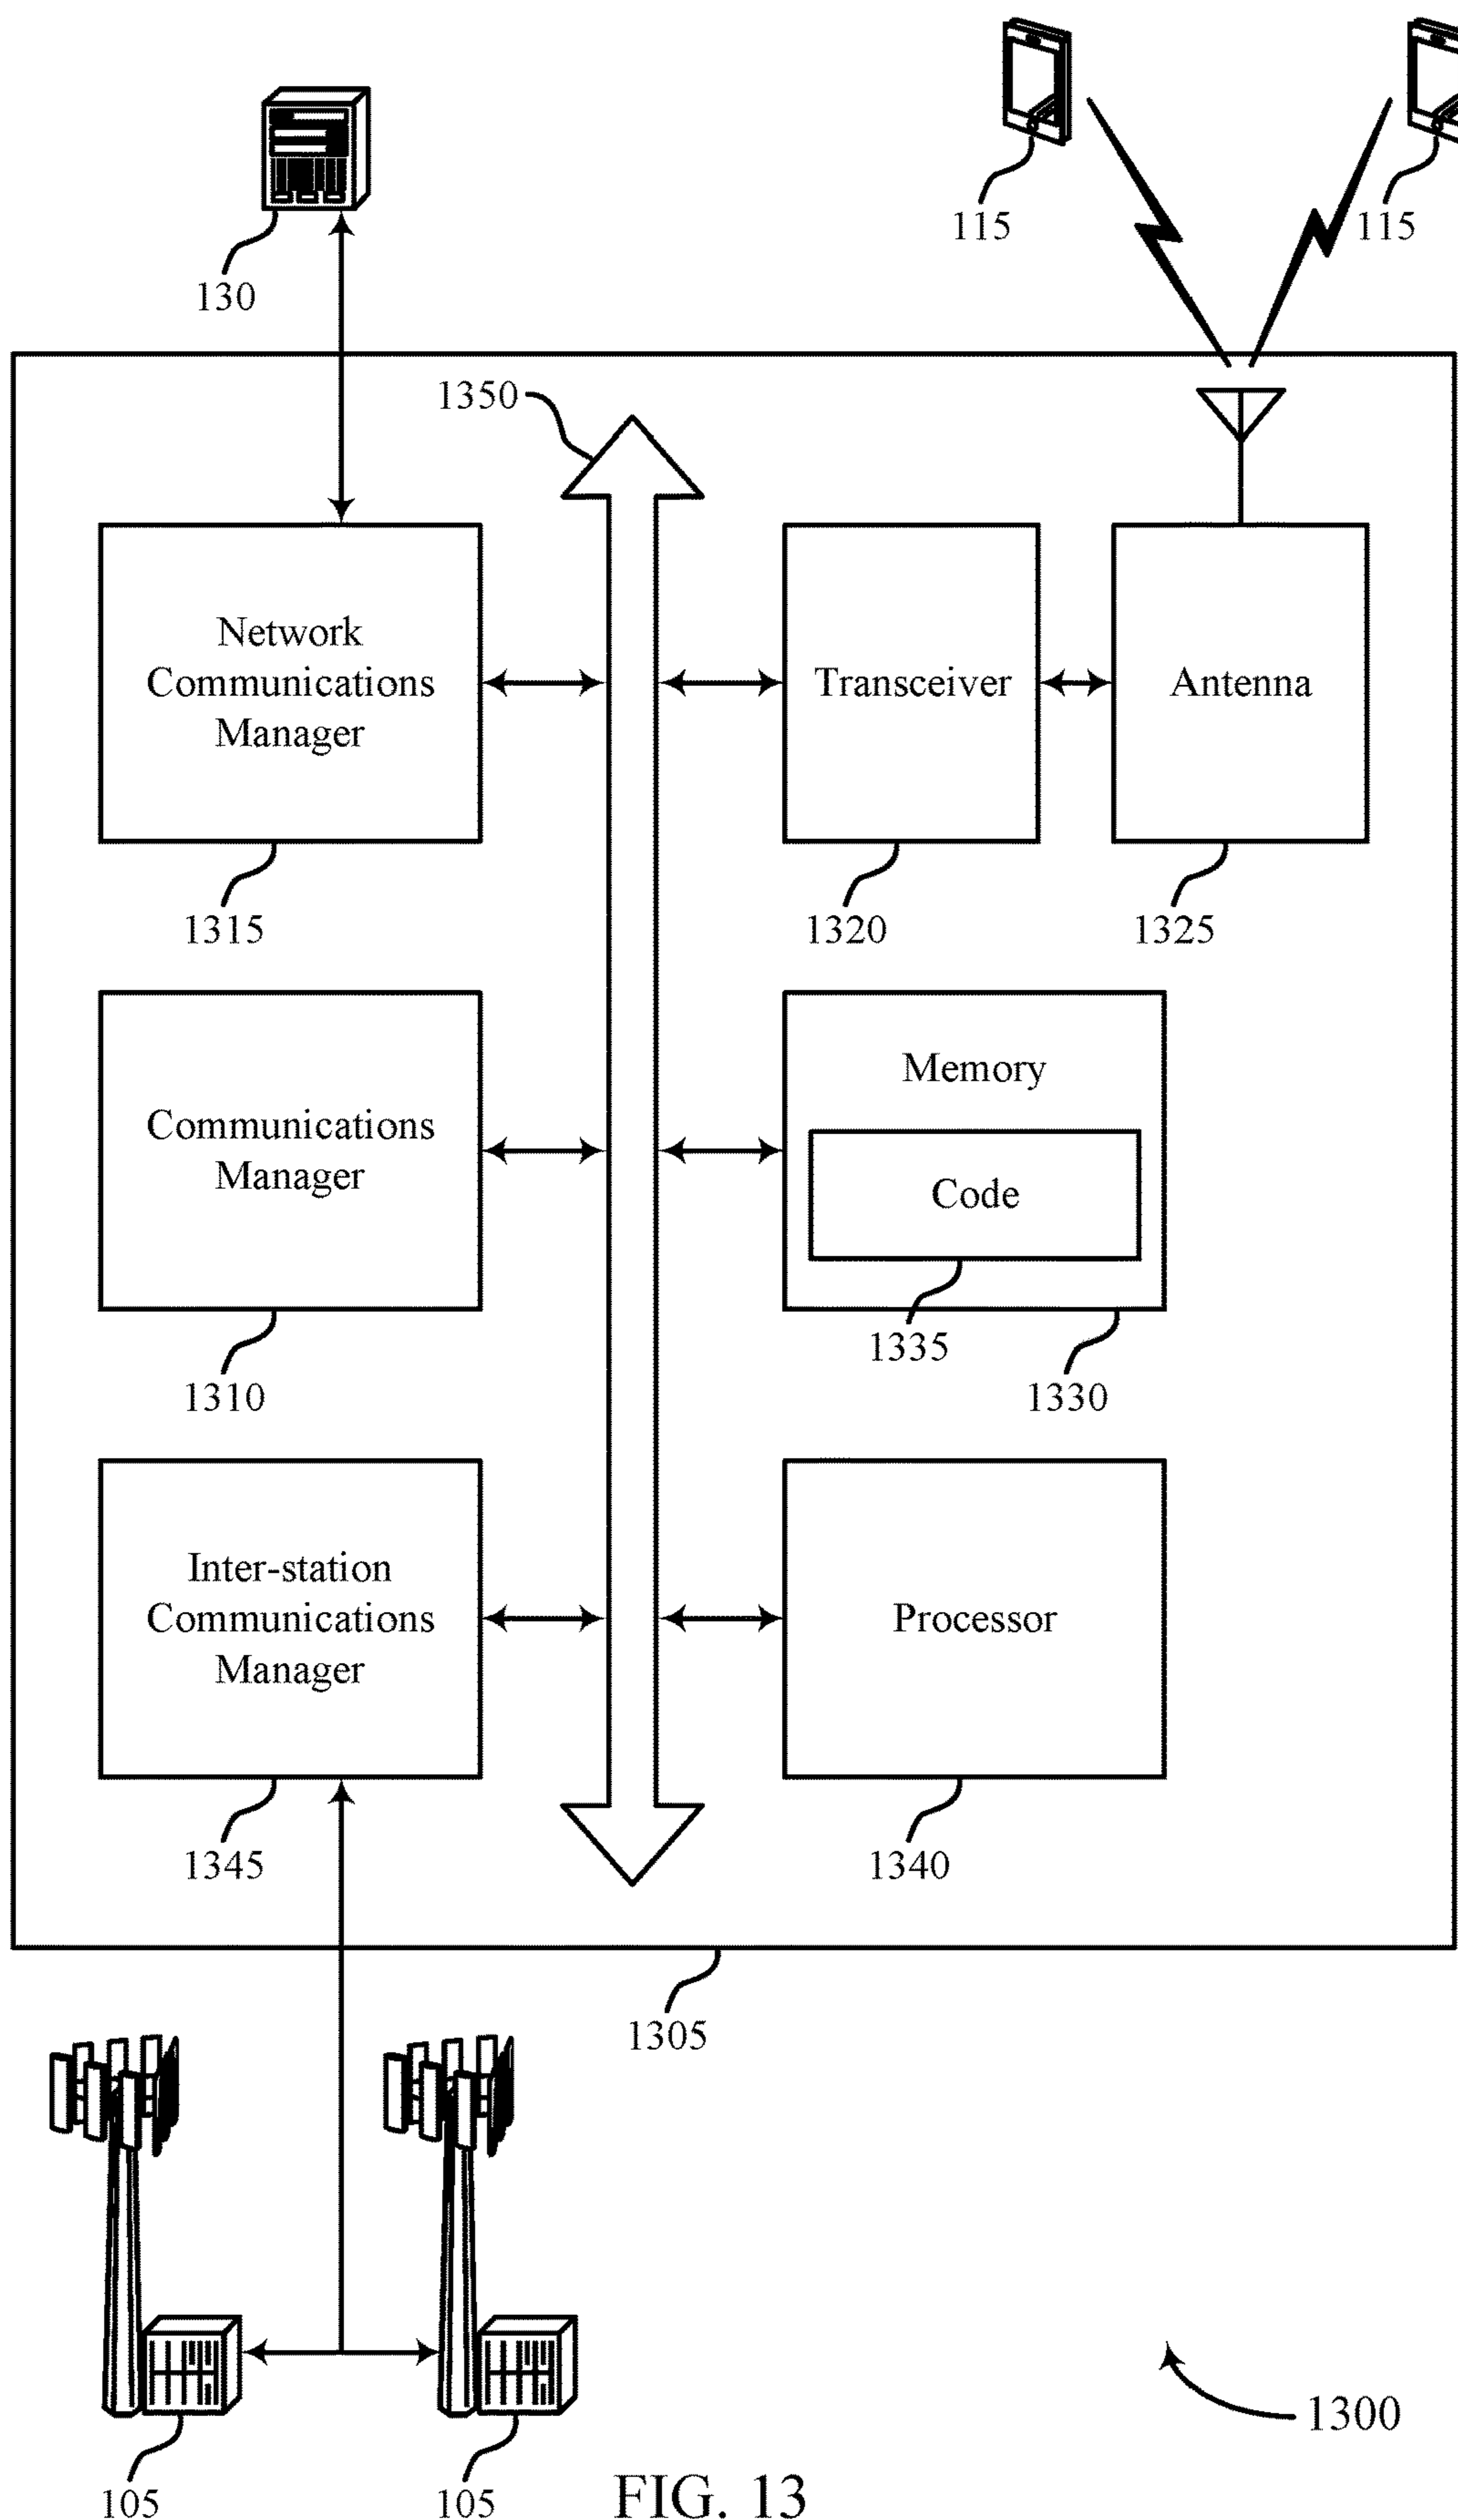 115
115
130
1350
Network
Communications
Manager
Transceiver
Antenna
1315
1320
1325
Communications
Manager
Memory
Code
1335
1310
1330
Inter-station
Communications
Manager
Processor
1345
1340
1305
1300
105
105
FIG. 13